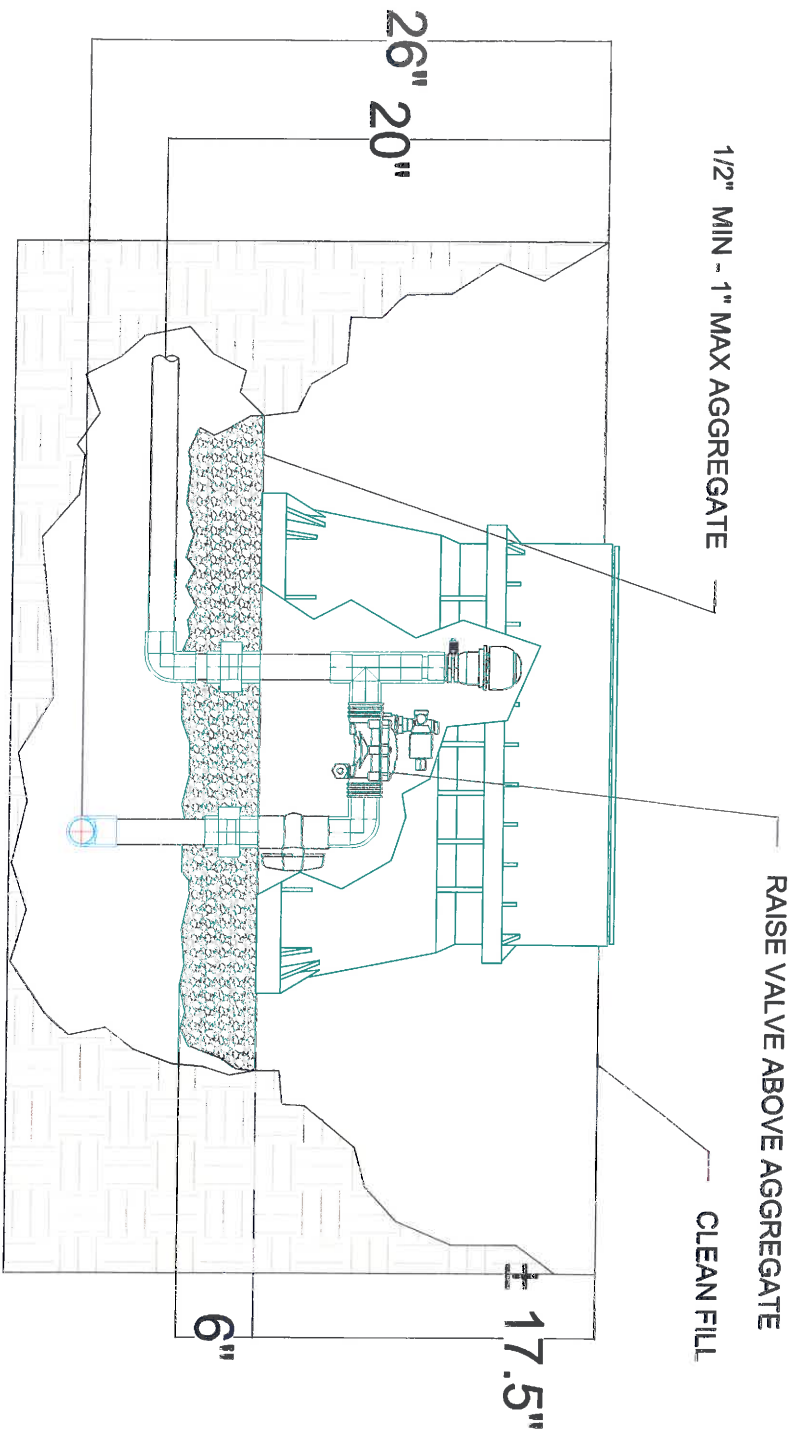 RAISE VALVE ABOVE AGGREGATE
1/2" MIN - 1" MAX AGGREGATE
CLEAN FILL
26"
20"
± 17.5"
6"